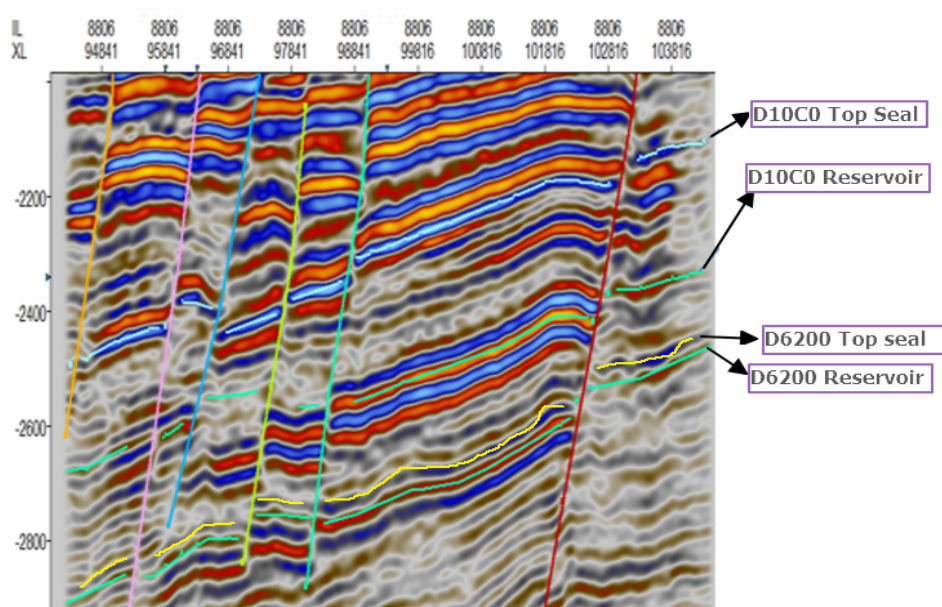 IL 8806 8806 8806 8806 8806 8806 8806 8806 8806 8806
XL 94841 95841 96841 97841 98841 99816 100816 101816 102816 103816
D10C0 Top Seal
D10C0 Reservoir
-2200
-2400
D6200 Top seal
D6200 Reservoir
-2600
-2800